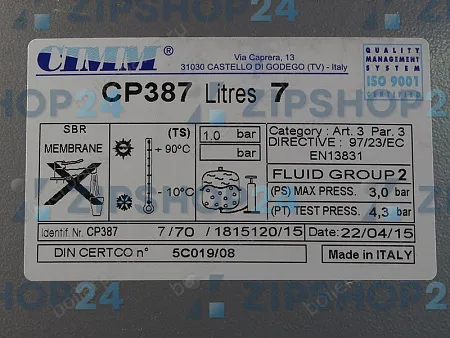 CIMM®
Via Caprera, 13
31030 CASTELLO DI GODEGO (TV) - Italy
QUALITY
MANAGEMENT
SYSTEM
ISO 9001
CERTIFIED
CP387 Litres 7
SBR
MEMBRANE
(TS)
+ 90°C
- 10°C
1.0 bar
bar
Category : Art. 3 Par. 3
DIRECTIVE : 97/23/EC
EN13831
FLUID GROUP 2
(PS) MAX PRESS. 3,0 bar
(PT) TEST PRESS. 4,3 bar
Identif. Nr. CP387 7/70 / 1815120/15 Date: 22/04/15
DIN CERTCO n° 5C019/08 Made in ITALY
ZIPSHOP24
ZIPSHOP24